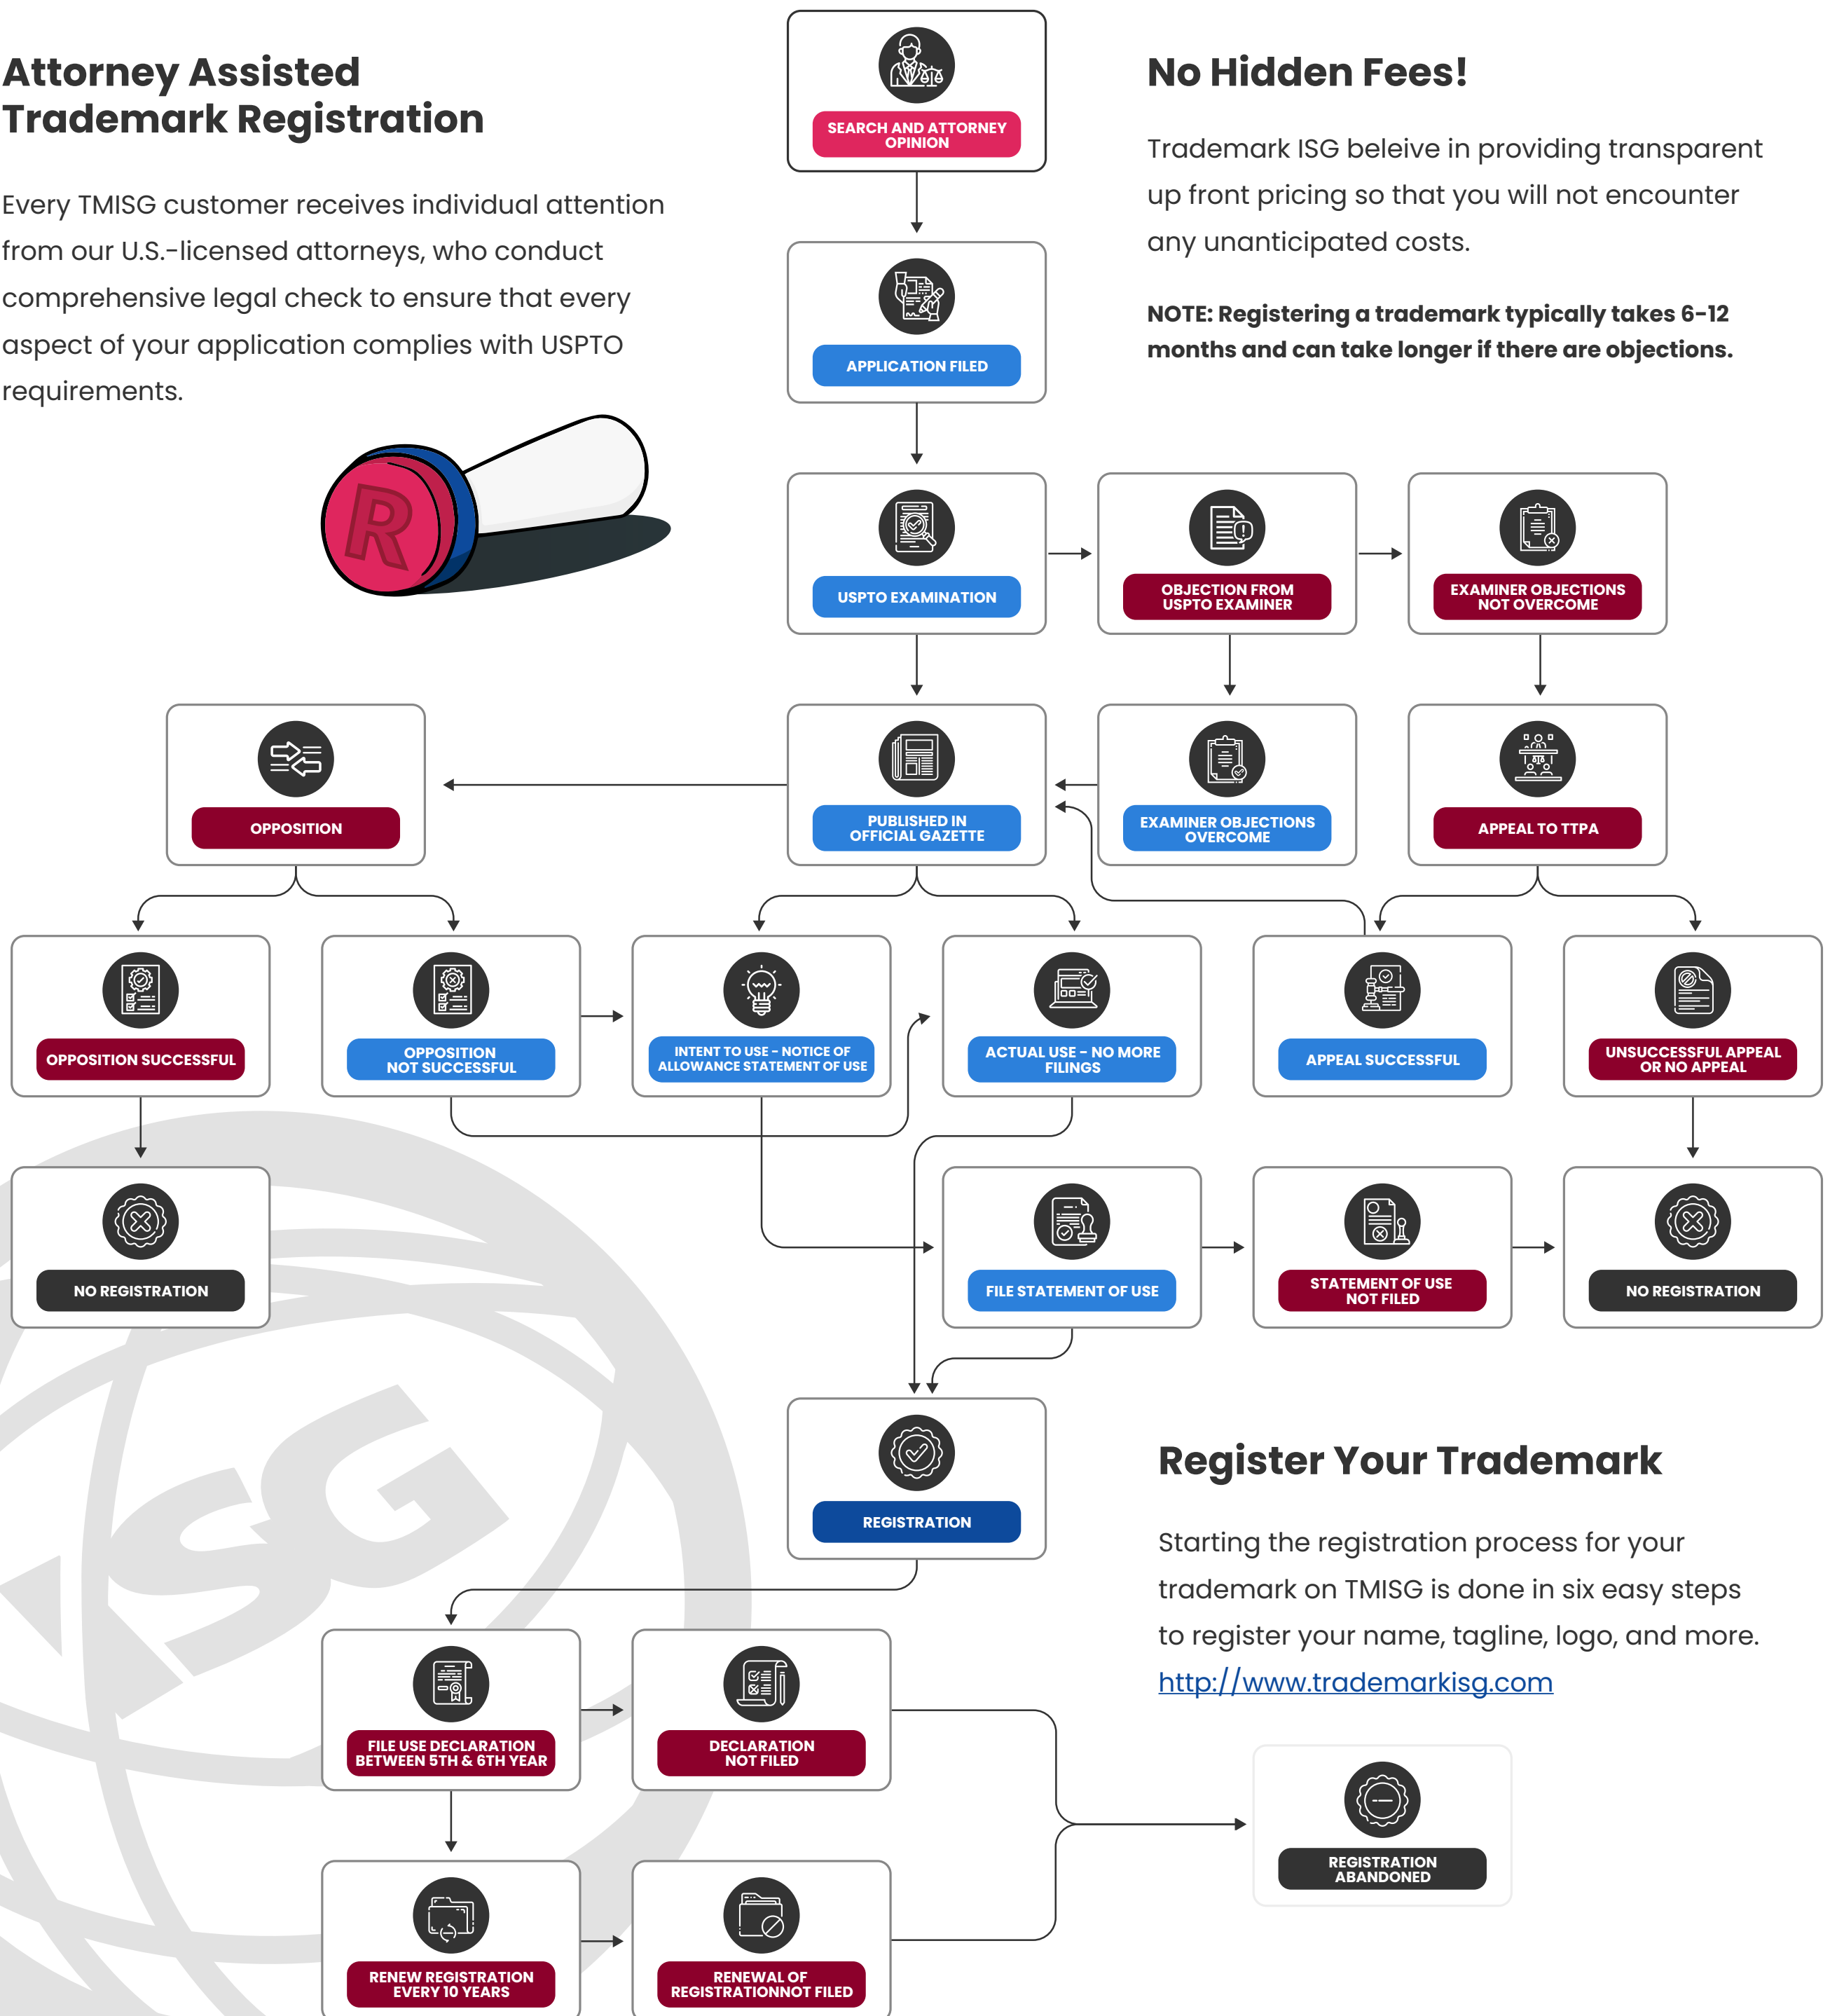 Attorney Assisted
Trademark Registration
Every TMISG customer receives individual attention
from our U.S.-licensed attorneys, who conduct
comprehensive legal check to ensure that every
aspect of your application complies with USPTO
requirements.
R
SEARCH AND ATTORNEY
OPINION
No Hidden Fees!
Trademark ISG beleive in providing transparent
up front pricing so that you will not encounter
any unanticipated costs.
NOTE: Registering a trademark typically takes 6-12
months and can take longer if there are objections.
APPLICATION FILED
USPTO EXAMINATION
OBJECTION FROM
USPTO EXAMINER
EXAMINER OBJECTIONS
NOT OVERCOME
OPPOSITION
PUBLISHED IN
OFFICIAL GAZETTE
EXAMINER OBJECTIONS
OVERCOME
APPEAL TO TTPA
OPPOSITION SUCCESSFUL
OPPOSITION
NOT SUCCESSFUL
INTENT TO USE - NOTICE OF
ALLOWANCE STATEMENT OF USE
ACTUAL USE - NO MORE
FILINGS
APPEAL SUCCESSFUL
UNSUCCESSFUL APPEAL
OR NO APPEAL
NO REGISTRATION
FILE STATEMENT OF USE
STATEMENT OF USE
NOT FILED
NO REGISTRATION
SG
REGISTRATION
Register Your Trademark
Starting the registration process for your
trademark on TMISG is done in six easy steps
to register your name, tagline, logo, and more.
http://www.trademarkisg.com
FILE USE DECLARATION
BETWEEN 5TH & 6TH YEAR
DECLARATION
NOT FILED
REGISTRATION
ABANDONED
RENEW REGISTRATION
EVERY 10 YEARS
RENEWAL OF
REGISTRATIONNOT FILED